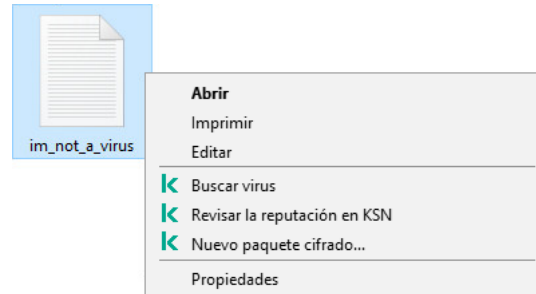 im_not_a_virus
Abrir
Imprimir
Editar
Buscar virus
Revisar la reputación en KSN
Nuevo paquete cifrado...
Propiedades